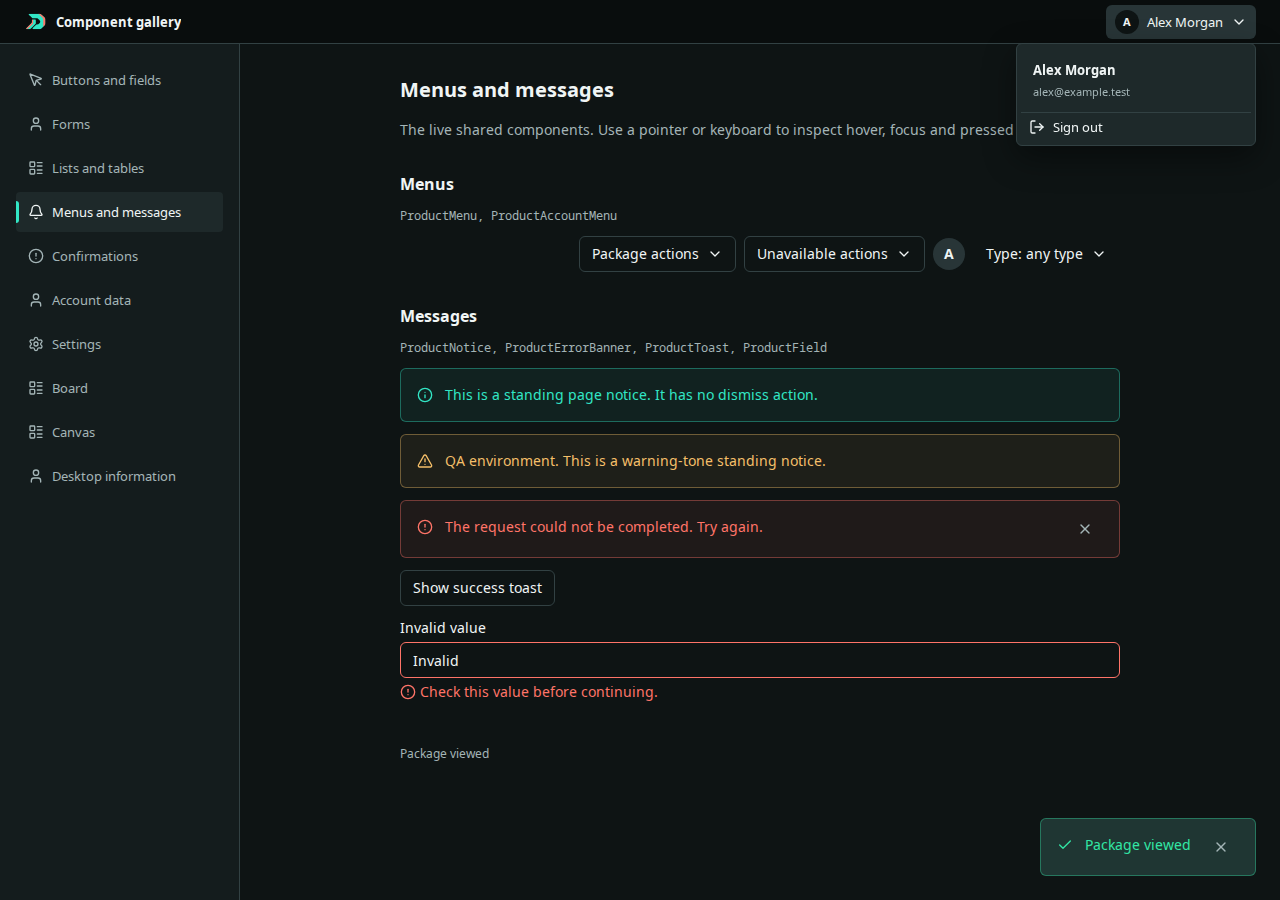 Component gallery
A Alex Morgan
Alex Morgan
alex@example.test
Sign out
Buttons and fields
Forms
Lists and tables
Menus and messages
Confirmations
Account data
Settings
Board
Canvas
Desktop information
Menus and messages
The live shared components. Use a pointer or keyboard to inspect hover, focus and pressed
Menus
ProductMenu, ProductAccountMenu
Package actions
Unavailable actions
A
Type: any type
Messages
ProductNotice, ProductErrorBanner, ProductToast, ProductField
This is a standing page notice. It has no dismiss action.
QA environment. This is a warning-tone standing notice.
The request could not be completed. Try again.
Show success toast
Invalid value
Invalid
Check this value before continuing.
Package viewed
Package viewed